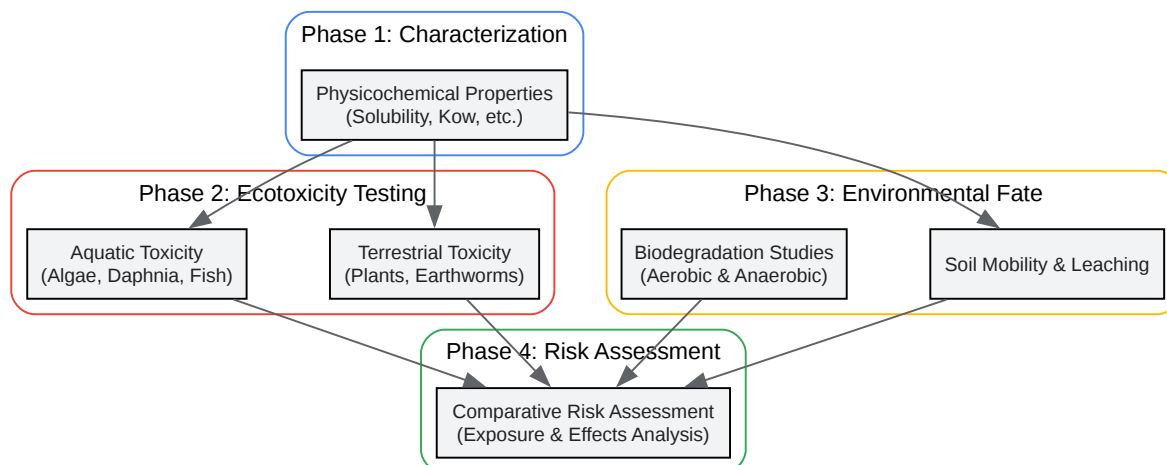 Phase 1: Characterization
Physicochemical Properties
(Solubility, Kow, etc.)
Phase 2: Ecotoxicity Testing
Aquatic Toxicity
(Algae, Daphnia, Fish)
Terrestrial Toxicity
(Plants, Earthworms)
Phase 3: Environmental Fate
Biodegradation Studies
(Aerobic & Anaerobic)
Soil Mobility & Leaching
Phase 4: Risk Assessment
Comparative Risk Assessment
(Exposure & Effects Analysis)